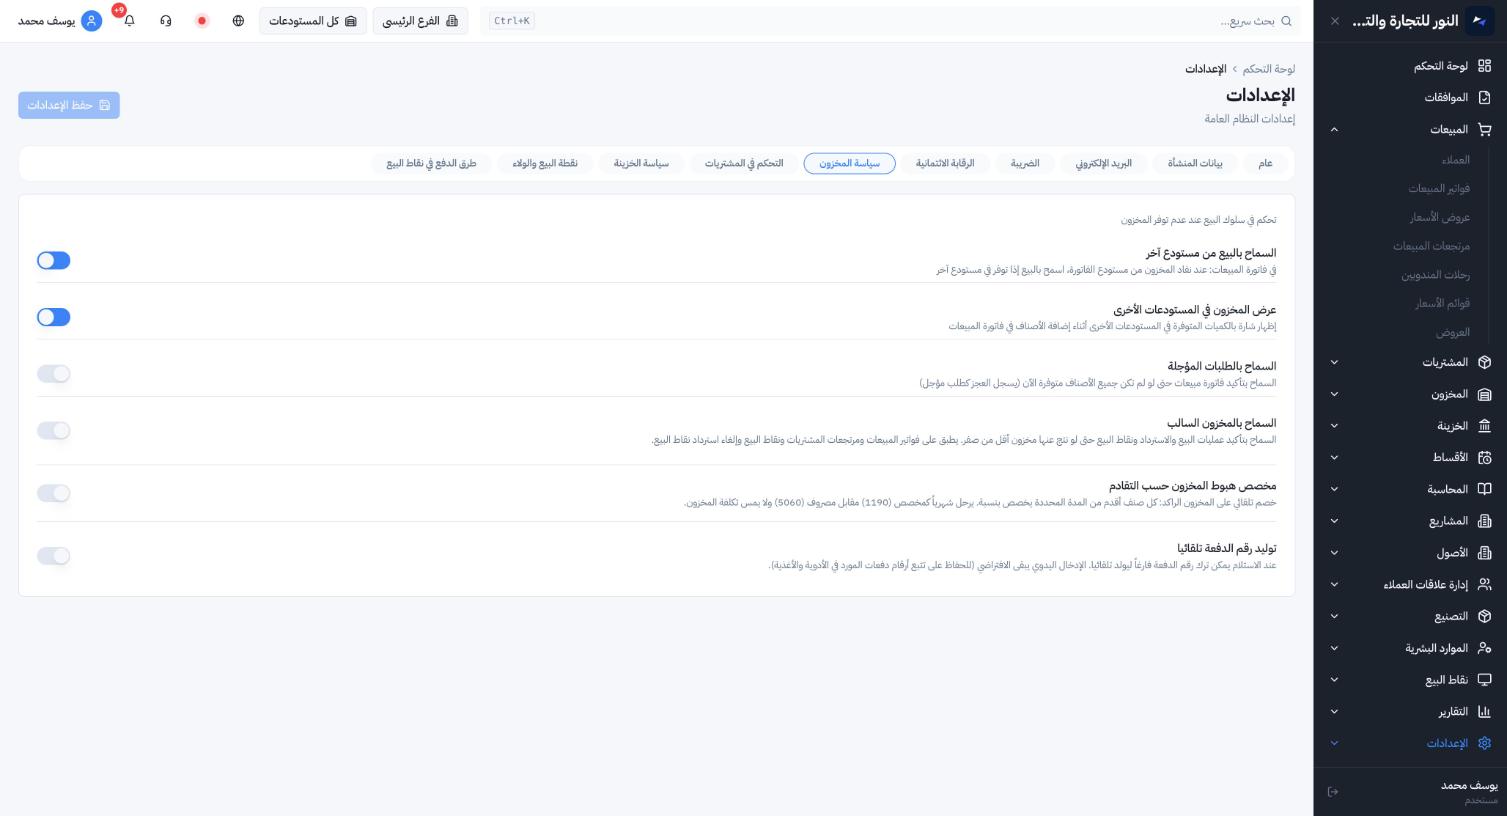 النور للتجارة والتـ...
لوحة التحكم
الموافقات
المبيعات
العملاء
فواتير المبيعات
عروض الأسعار
مرتجعات المبيعات
رحلات المندوبين
قوائم الأسعار
العروض
المشتريات
المخزون
الخزينة
الأقساط
المحاسبة
المشاريع
الأصول
إدارة علاقات العملاء
التصنيع
الموارد البشرية
نقاط البيع
التقارير
الإعدادات
يوسف محمد
مستخدم
بحث سريع... Ctrl+K الفرع الرئيسي كل المستودعات +9 يوسف محمد
لوحة التحكم الإعدادات
الإعدادات
إعدادات النظام العامة
حفظ الإعدادات
عام بيانات المنشأة البريد الإلكتروني الضريبة الرقابة الائتمانية سياسة المخزون التحكم في المشتريات سياسة الخزينة نقطة البيع والولاء طرق الدفع في نقاط البيع
تحكم في سلوك البيع عند عدم توفر المخزون
السماح بالبيع من مستودع آخر
في فاتورة المبيعات: عند نفاد المخزون من مستودع الفاتورة، اسمح بالبيع إذا توفر في مستودع آخر
عرض المخزون في المستودعات الأخرى
إظهار شارة بالكميات المتوفرة في المستودعات الأخرى أثناء إضافة الأصناف في فاتورة المبيعات
السماح بالطلبات المؤجلة
السماح بتأكيد فاتورة مبيعات حتى لو لم تكن جميع الأصناف متوفرة الآن (يسجل العجز كطلب مؤجل)
السماح بالمخزون السالب
السماح بتأكيد عمليات البيع والاسترداد ونقاط البيع حتى لو نتج عنها مخزون أقل من صفر. يطبق على فواتير المبيعات ومرتجعات المشتريات ونقاط البيع وإلغاء استرداد نقاط البيع.
مخصص هبوط المخزون حسب التقادم
خصم تلقائي على المخزون الراكد: كل صنف أقدم من المدة المحددة يخصص بنسبة. يرحل شهرياً كمخصص (1190) مقابل مصروف (5060) ولا يمس تكلفة المخزون.
توليد رقم الدفعة تلقائيا
عند الاستلام يمكن ترك رقم الدفعة فارغاً ليولد تلقائيا. الإدخال اليدوي يبقى الافتراضي (للحفاظ على تتبع أرقام دفعات المورد في الأدوية والأغذية).